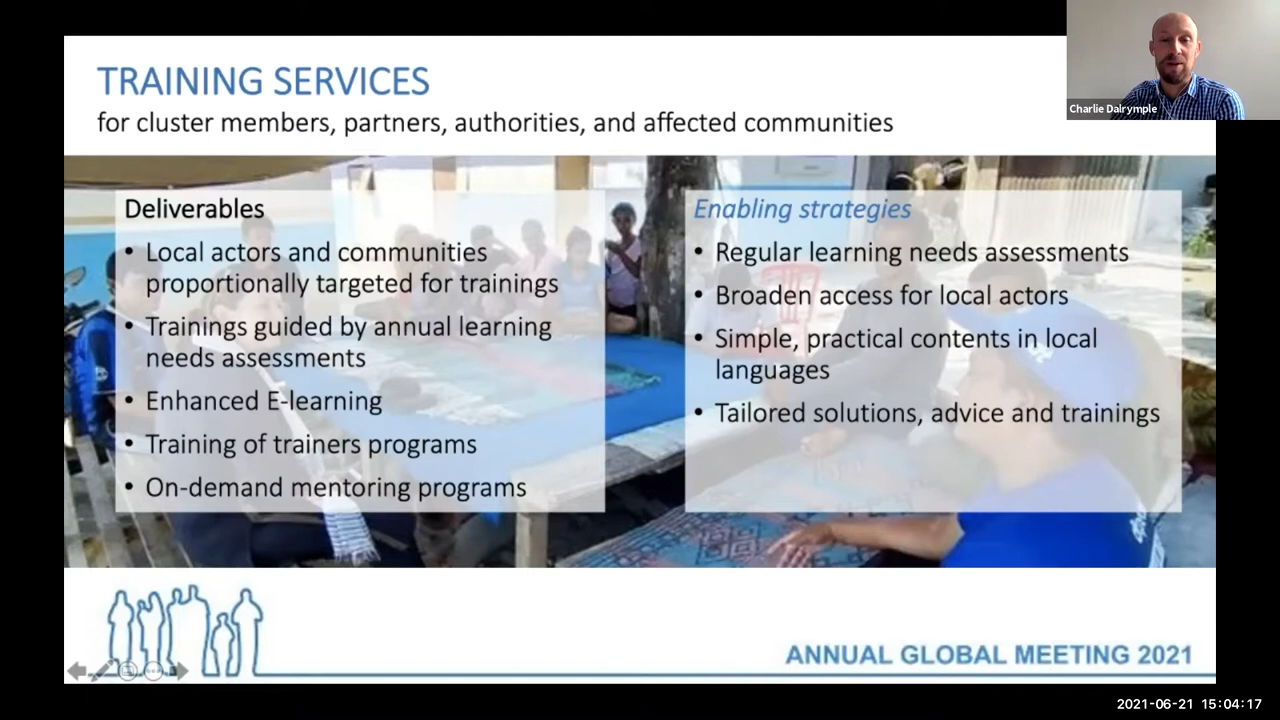 TRAINING SERVICES
for cluster members, partners, authorities, and affected communities
Charlie Dalrymple
Deliverables
• Local actors and communities
proportionally targeted for trainings
• Trainings guided by annual learning
needs assessments
• Enhanced E-learning
• Training of trainers programs
• On-demand mentoring programs
Enabling strategies
• Regular learning needs assessments
• Broaden access for local actors
• Simple, practical contents in local
languages
• Tailored solutions, advice and trainings
ANNUAL GLOBAL MEETING 2021
2021-06-21 15:04:17